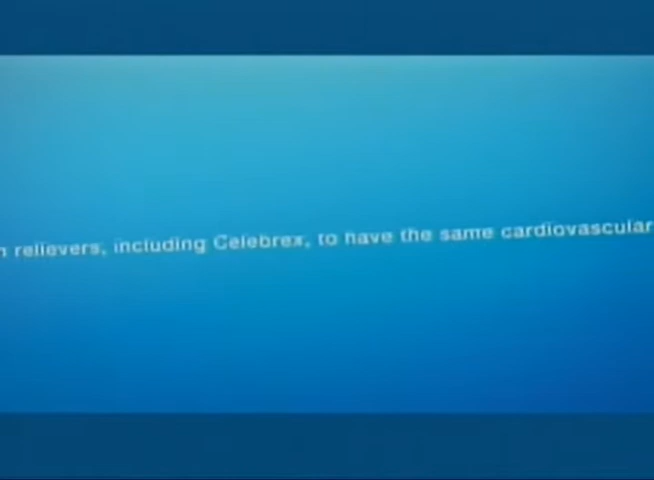 n relievers, including Celebrex, to have the same cardiovascular